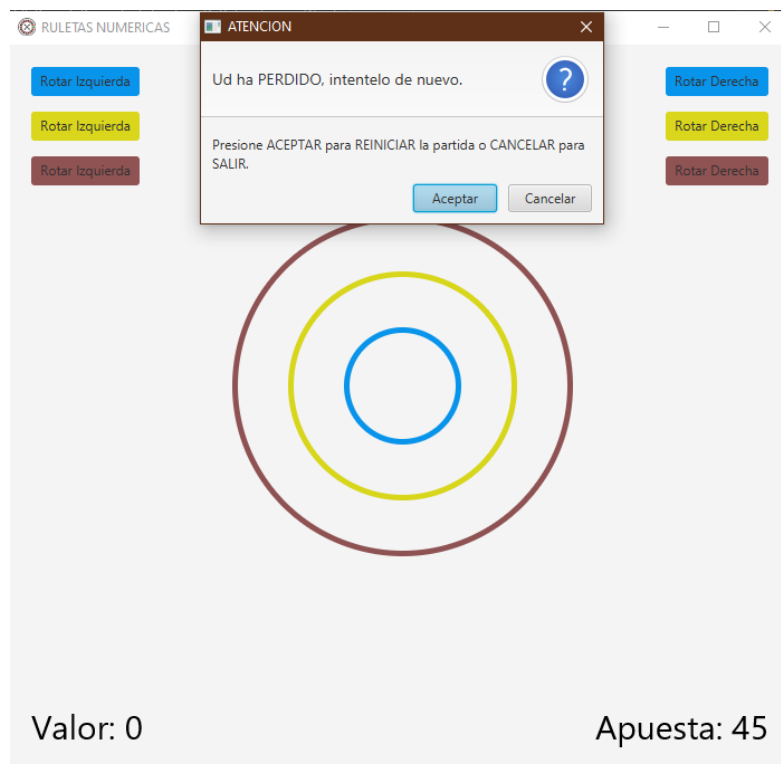 RULETAS NUMERICAS
ATENCION
Ud ha PERDIDO, intentelo de nuevo.
?
Presione ACEPTAR para REINICIAR la partida o CANCELAR para
SALIR.
Aceptar Cancelar
Rotar Izquierda Rotar Derecha
Rotar Izquierda Rotar Derecha
Rotar Izquierda Rotar Derecha
Valor: 0 Apuesta: 45